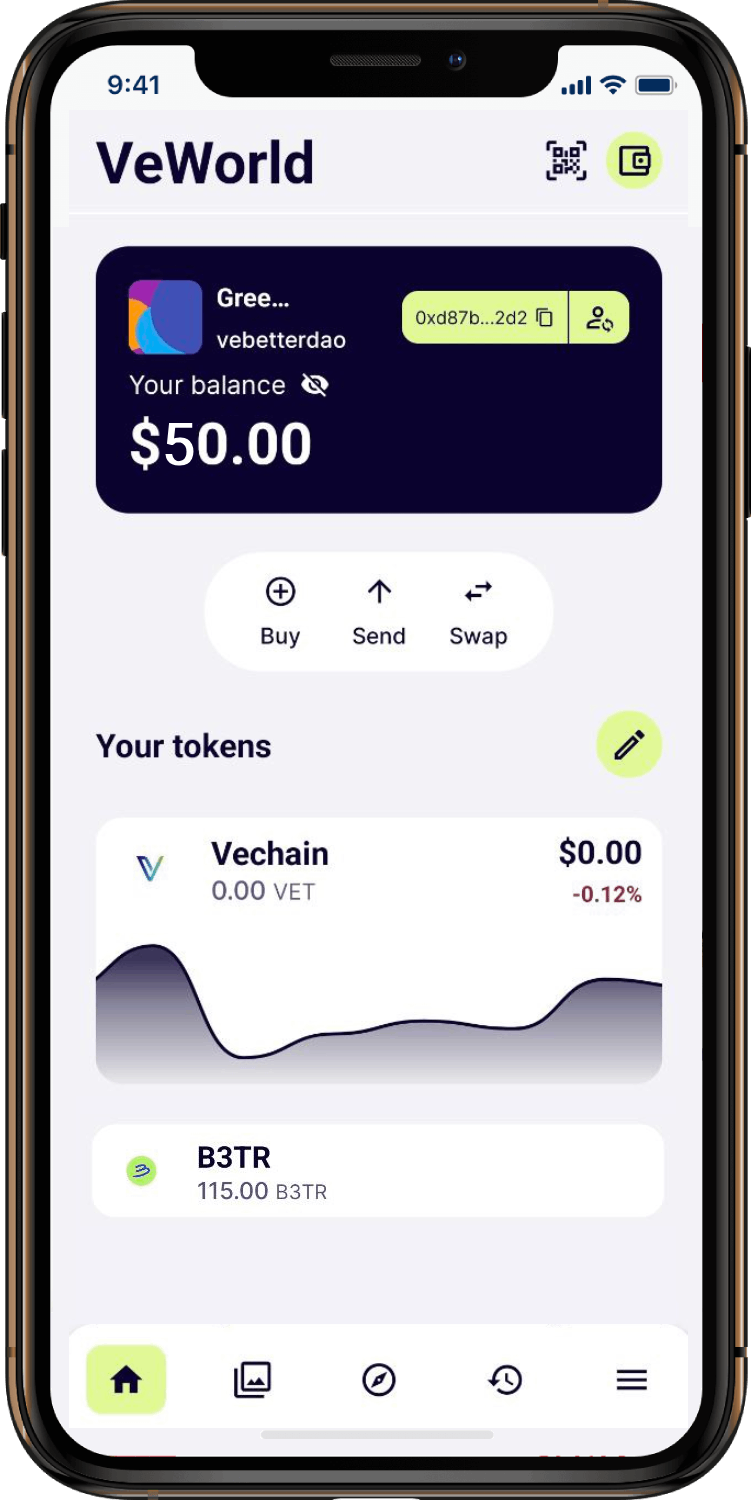 9:41
VeWorld
Gree...
vebetterdao
0xd87b...2d2
Your balance
$50.00
Buy Send Swap
Your tokens
Vechain $0.00
0.00 VET -0.12%
B3TR
115.00 B3TR